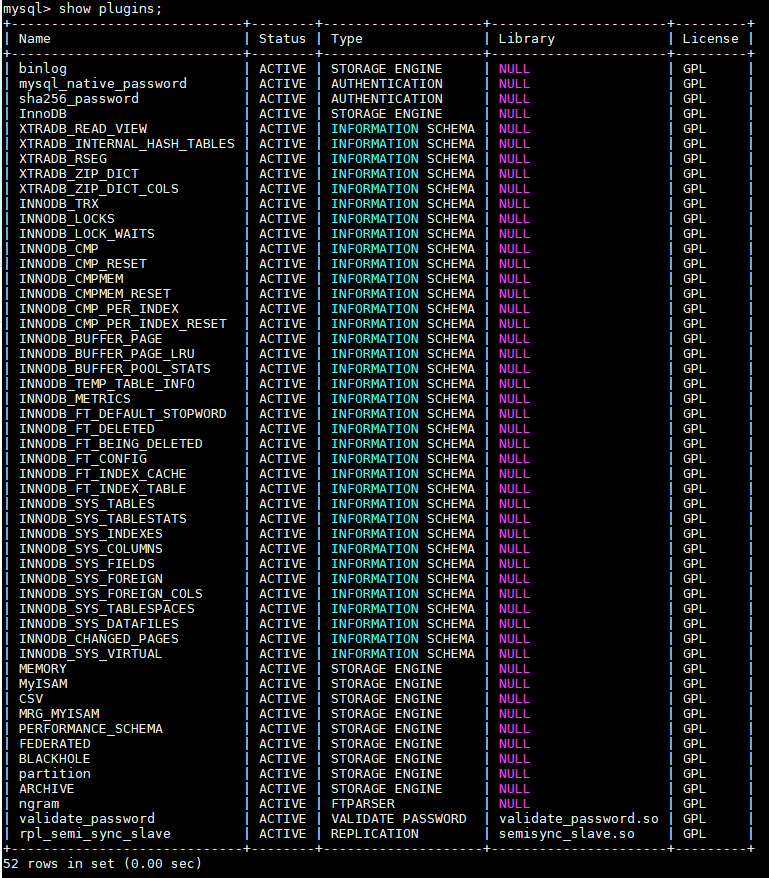 mysql> show plugins;
+----------------------------+--------+--------------------+----------------------+---------+
| Name                       | Status | Type               | Library              | License |
+----------------------------+--------+--------------------+----------------------+---------+
| binlog                     | ACTIVE | STORAGE ENGINE     | NULL                 | GPL     |
| mysql_native_password      | ACTIVE | AUTHENTICATION     | NULL                 | GPL     |
| sha256_password            | ACTIVE | AUTHENTICATION     | NULL                 | GPL     |
| InnoDB                     | ACTIVE | STORAGE ENGINE     | NULL                 | GPL     |
| XTRADB_READ_VIEW           | ACTIVE | INFORMATION SCHEMA | NULL                 | GPL     |
| XTRADB_INTERNAL_HASH_TABLES | ACTIVE | INFORMATION SCHEMA | NULL                 | GPL     |
| XTRADB_RSEG                | ACTIVE | INFORMATION SCHEMA | NULL                 | GPL     |
| XTRADB_ZIP_DICT            | ACTIVE | INFORMATION SCHEMA | NULL                 | GPL     |
| XTRADB_ZIP_DICT_COLS       | ACTIVE | INFORMATION SCHEMA | NULL                 | GPL     |
| INNODB_TRX                 | ACTIVE | INFORMATION SCHEMA | NULL                 | GPL     |
| INNODB_LOCKS               | ACTIVE | INFORMATION SCHEMA | NULL                 | GPL     |
| INNODB_LOCK_WAITS          | ACTIVE | INFORMATION SCHEMA | NULL                 | GPL     |
| INNODB_CMP                 | ACTIVE | INFORMATION SCHEMA | NULL                 | GPL     |
| INNODB_CMP_RESET           | ACTIVE | INFORMATION SCHEMA | NULL                 | GPL     |
| INNODB_CMPMEM              | ACTIVE | INFORMATION SCHEMA | NULL                 | GPL     |
| INNODB_CMPMEM_RESET        | ACTIVE | INFORMATION SCHEMA | NULL                 | GPL     |
| INNODB_CMP_PER_INDEX       | ACTIVE | INFORMATION SCHEMA | NULL                 | GPL     |
| INNODB_CMP_PER_INDEX_RESET | ACTIVE | INFORMATION SCHEMA | NULL                 | GPL     |
| INNODB_BUFFER_PAGE         | ACTIVE | INFORMATION SCHEMA | NULL                 | GPL     |
| INNODB_BUFFER_PAGE_LRU     | ACTIVE | INFORMATION SCHEMA | NULL                 | GPL     |
| INNODB_BUFFER_POOL_STATS   | ACTIVE | INFORMATION SCHEMA | NULL                 | GPL     |
| INNODB_TEMP_TABLE_INFO     | ACTIVE | INFORMATION SCHEMA | NULL                 | GPL     |
| INNODB_METRICS             | ACTIVE | INFORMATION SCHEMA | NULL                 | GPL     |
| INNODB_FT_DEFAULT_STOPWORD | ACTIVE | INFORMATION SCHEMA | NULL                 | GPL     |
| INNODB_FT_DELETED          | ACTIVE | INFORMATION SCHEMA | NULL                 | GPL     |
| INNODB_FT_BEING_DELETED    | ACTIVE | INFORMATION SCHEMA | NULL                 | GPL     |
| INNODB_FT_CONFIG           | ACTIVE | INFORMATION SCHEMA | NULL                 | GPL     |
| INNODB_FT_INDEX_CACHE      | ACTIVE | INFORMATION SCHEMA | NULL                 | GPL     |
| INNODB_FT_INDEX_TABLE      | ACTIVE | INFORMATION SCHEMA | NULL                 | GPL     |
| INNODB_SYS_TABLES          | ACTIVE | INFORMATION SCHEMA | NULL                 | GPL     |
| INNODB_SYS_TABLESTATS      | ACTIVE | INFORMATION SCHEMA | NULL                 | GPL     |
| INNODB_SYS_INDEXES         | ACTIVE | INFORMATION SCHEMA | NULL                 | GPL     |
| INNODB_SYS_COLUMNS         | ACTIVE | INFORMATION SCHEMA | NULL                 | GPL     |
| INNODB_SYS_FIELDS          | ACTIVE | INFORMATION SCHEMA | NULL                 | GPL     |
| INNODB_SYS_FOREIGN         | ACTIVE | INFORMATION SCHEMA | NULL                 | GPL     |
| INNODB_SYS_FOREIGN_COLS    | ACTIVE | INFORMATION SCHEMA | NULL                 | GPL     |
| INNODB_SYS_TABLESPACES     | ACTIVE | INFORMATION SCHEMA | NULL                 | GPL     |
| INNODB_SYS_DATAFILES       | ACTIVE | INFORMATION SCHEMA | NULL                 | GPL     |
| INNODB_CHANGED_PAGES       | ACTIVE | INFORMATION SCHEMA | NULL                 | GPL     |
| INNODB_SYS_VIRTUAL         | ACTIVE | INFORMATION SCHEMA | NULL                 | GPL     |
| MEMORY                     | ACTIVE | STORAGE ENGINE     | NULL                 | GPL     |
| MyISAM                     | ACTIVE | STORAGE ENGINE     | NULL                 | GPL     |
| CSV                        | ACTIVE | STORAGE ENGINE     | NULL                 | GPL     |
| MRG_MYISAM                 | ACTIVE | STORAGE ENGINE     | NULL                 | GPL     |
| PERFORMANCE_SCHEMA         | ACTIVE | STORAGE ENGINE     | NULL                 | GPL     |
| FEDERATED                  | ACTIVE | STORAGE ENGINE     | NULL                 | GPL     |
| BLACKHOLE                  | ACTIVE | STORAGE ENGINE     | NULL                 | GPL     |
| partition                  | ACTIVE | STORAGE ENGINE     | NULL                 | GPL     |
| ARCHIVE                    | ACTIVE | STORAGE ENGINE     | NULL                 | GPL     |
| ngram                      | ACTIVE | FTPARSER           | NULL                 | GPL     |
| validate_password          | ACTIVE | VALIDATE PASSWORD  | validate_password.so | GPL     |
| rpl_semi_sync_slave        | ACTIVE | REPLICATION        | semisync_slave.so    | GPL     |
+----------------------------+--------+--------------------+----------------------+---------+
52 rows in set (0.00 sec)